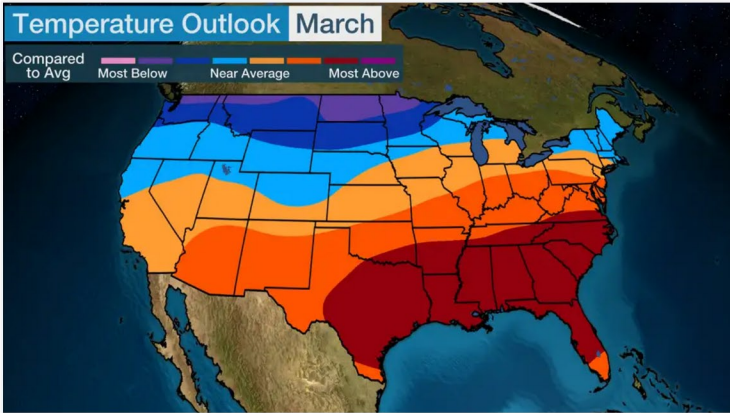 Temperature Outlook March
Compared
to Avg
Most Below Near Average Most Above